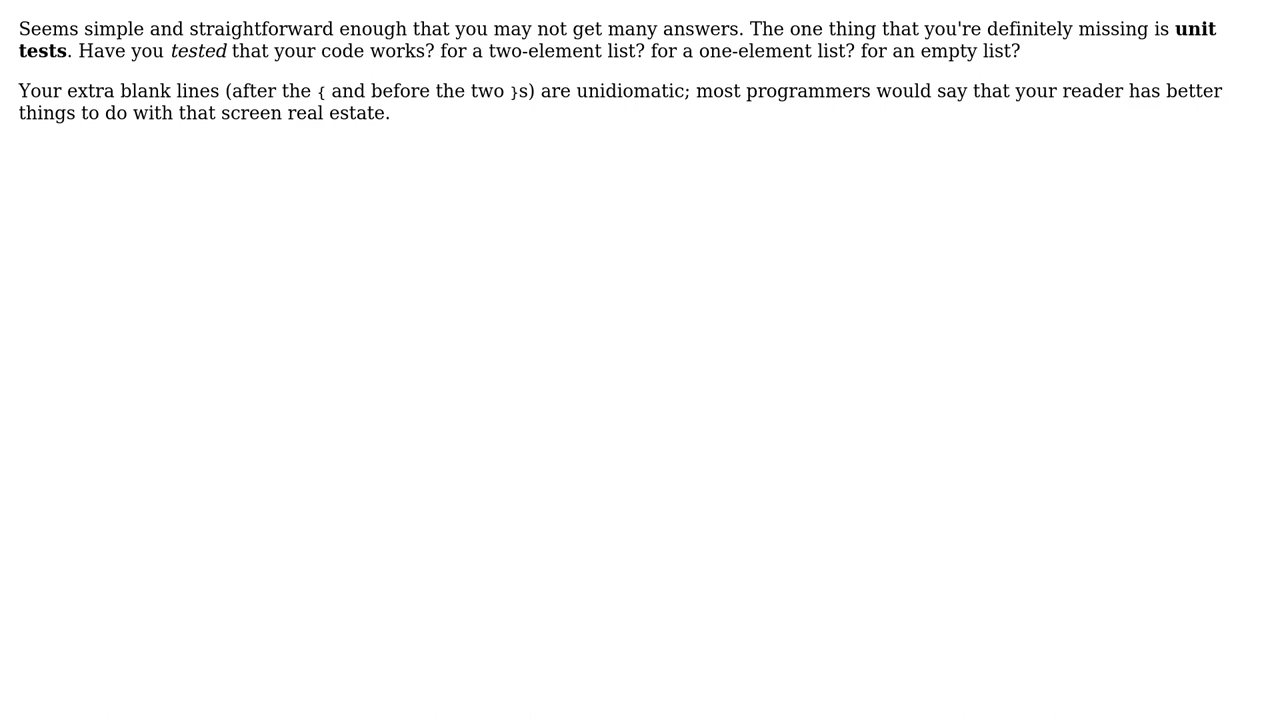 Seems simple and straightforward enough that you may not get many answers. The one thing that you're definitely missing is unit
tests. Have you tested that your code works? for a two-element list? for a one-element list? for an empty list?
Your extra blank lines (after the { and before the two }s) are unidiomatic; most programmers would say that your reader has better
things to do with that screen real estate.